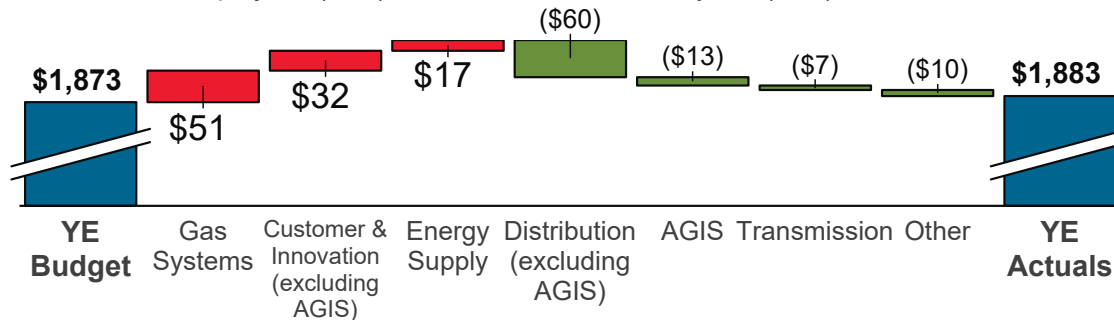 ($60)
$1,873
$51
$32
$17
($13)
($7)
($10)
$1,883
YE
Budget
Gas
Systems
Customer &
Innovation
(excluding
AGIS)
Energy
Supply
Distribution
(excluding
AGIS)
AGIS
Transmission
Other
YE
Actuals